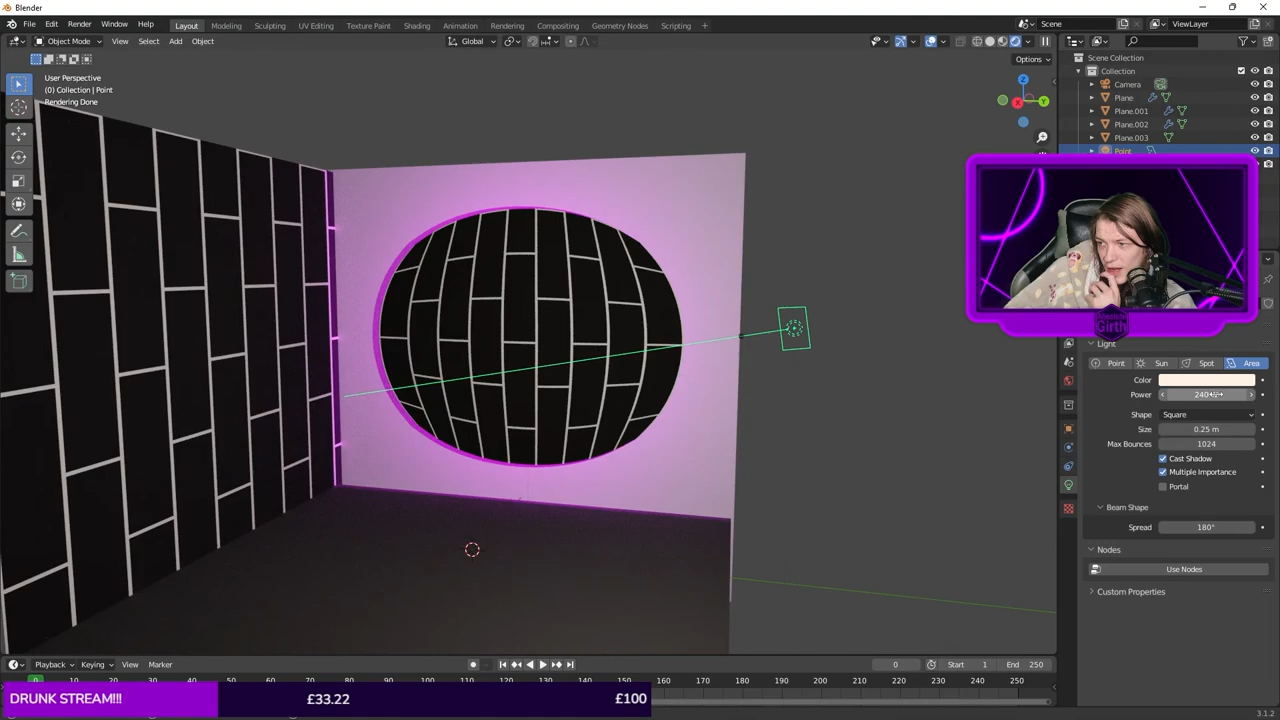 Blender
File Edit Render Window Help Layout Modeling Sculpting UV Editing Texture Paint Shading Animation Rendering Compositing Geometry Nodes Scripting + Scene ViewLayer
Object Mode View Select Add Object Global
Options
User Perspective
(0) Collection | Point
Rendering Done
Z
X
Y
Scene Collection
Collection
Camera
Plane
Plane.001
Plane.002
Plane.003
Point
Girth
Light
Point Sun Spot Area
Color
Power
Shape Square
Size 0.25 m
Max Bounces 1024
Cast Shadow
Multiple Importance
Portal
Beam Shape
Spread 180°
Nodes
Use Nodes
Custom Properties
Playback Keying View Marker 0 Start 1 End 250
0 10 20 30 40 50 60 70 80 90 100 110 120 130 140 150 160 170 180 190 200 210 220 230 240 250
DRUNK STREAM!!! £33.22 £100
3.1.2